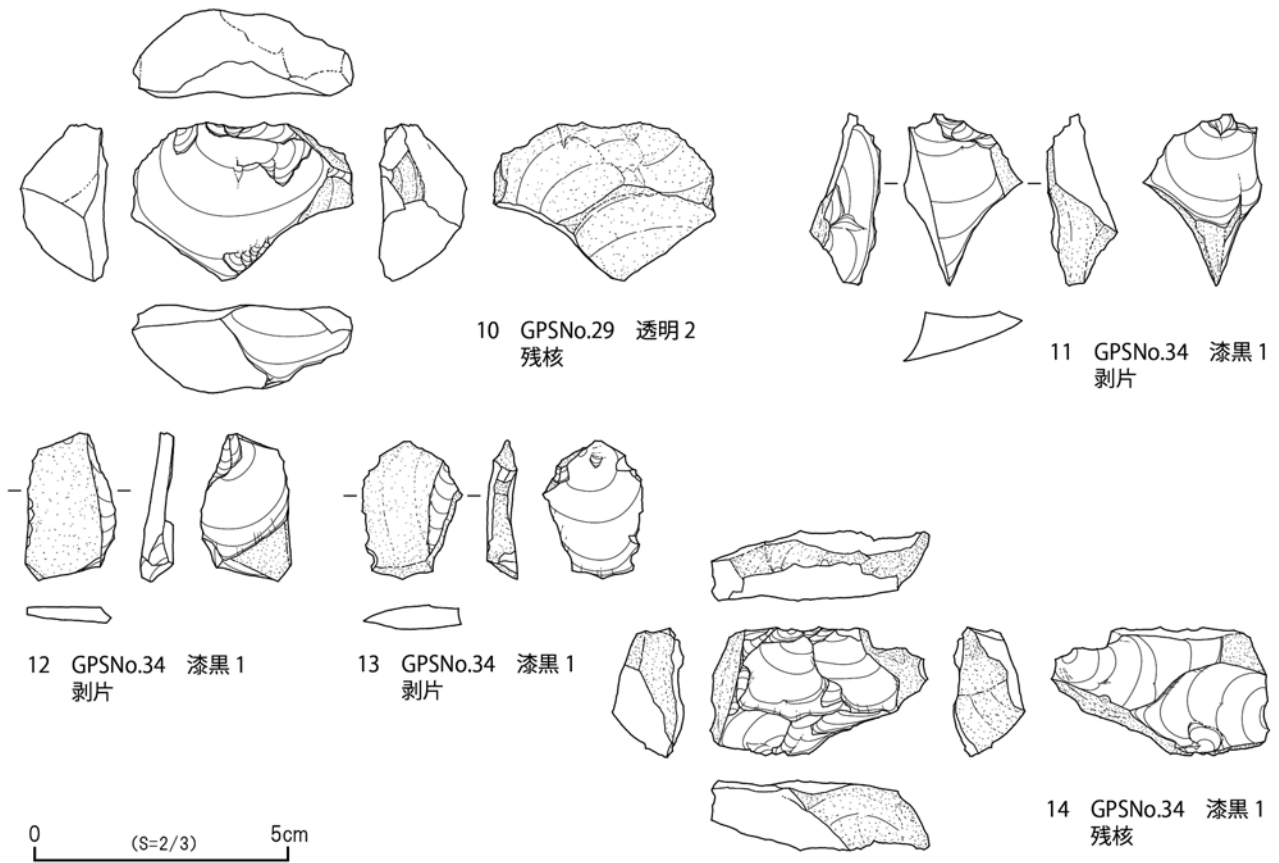 10 GPSNo.29 透明2
残核
11 GPSNo.34 漆黒1
剥片
12 GPSNo.34 漆黒1
剥片
13 GPSNo.34 漆黒1
剥片
14 GPSNo.34 漆黒1
残核
0 (S=2/3) 5cm